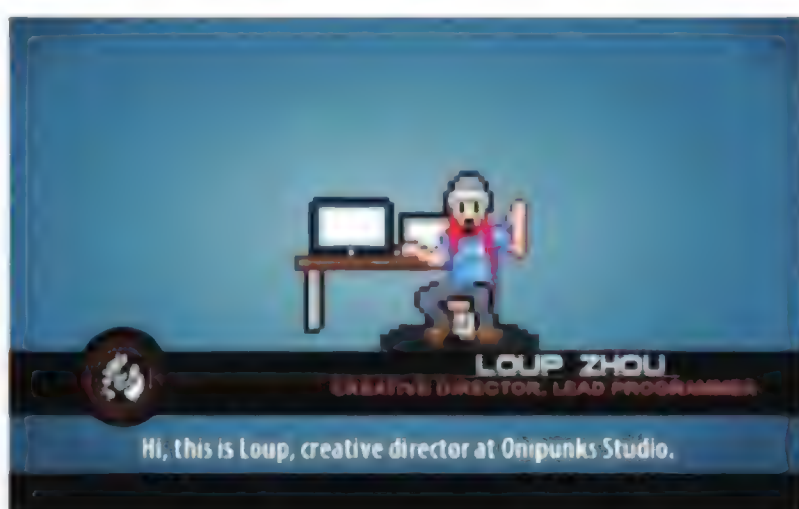 LOUP ZHOU
CREATIVE DIRECTOR, LEAD PROGRAMMER
Hi, this is Loup, creative director at Onipunks Studio.